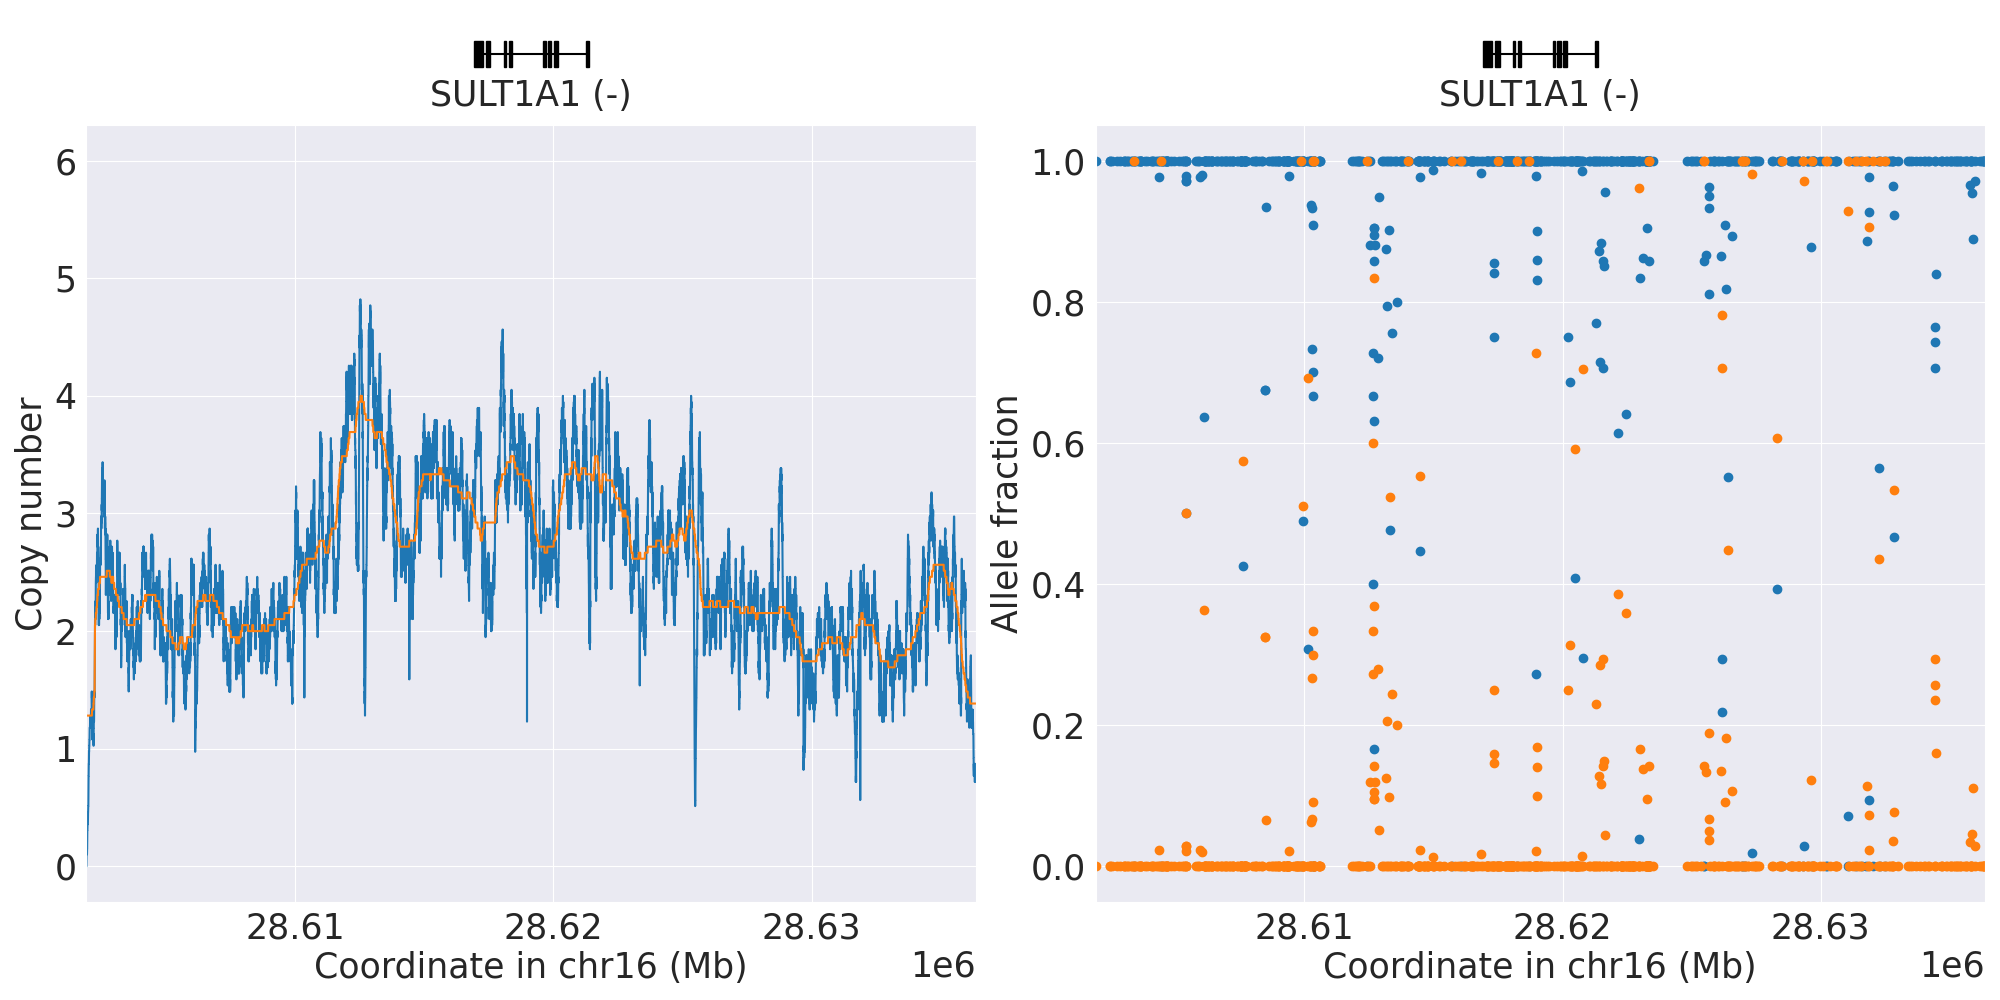 SULT1A1 (-)
6
5
4
3
2
1
0
Copy number
28.61
28.62
28.63
Coordinate in chr16 (Mb)
1e6
SULT1A1 (-)
1.0
0.8
0.6
0.4
0.2
0.0
Allele fraction
28.61
28.62
28.63
Coordinate in chr16 (Mb)
1e6